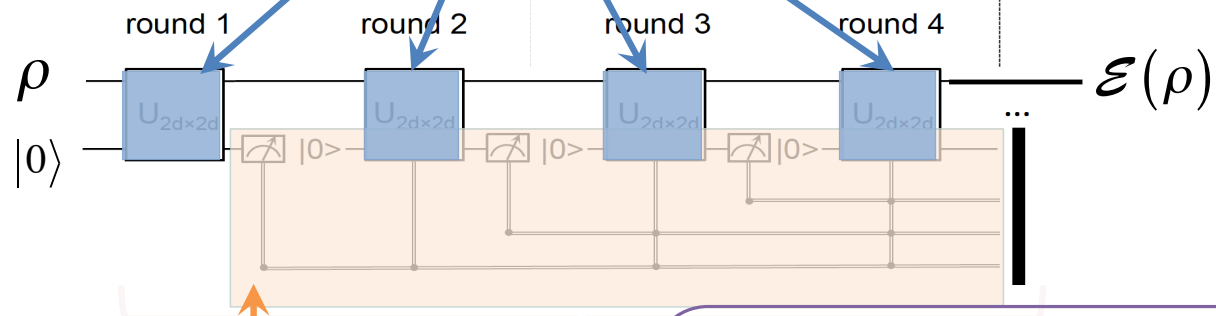 round 1 round 2 round 3 round 4
ρ ℰ(ρ)
U2d×2d U2d×2d U2d×2d U2d×2d
...
|0⟩ |0> |0> |0>